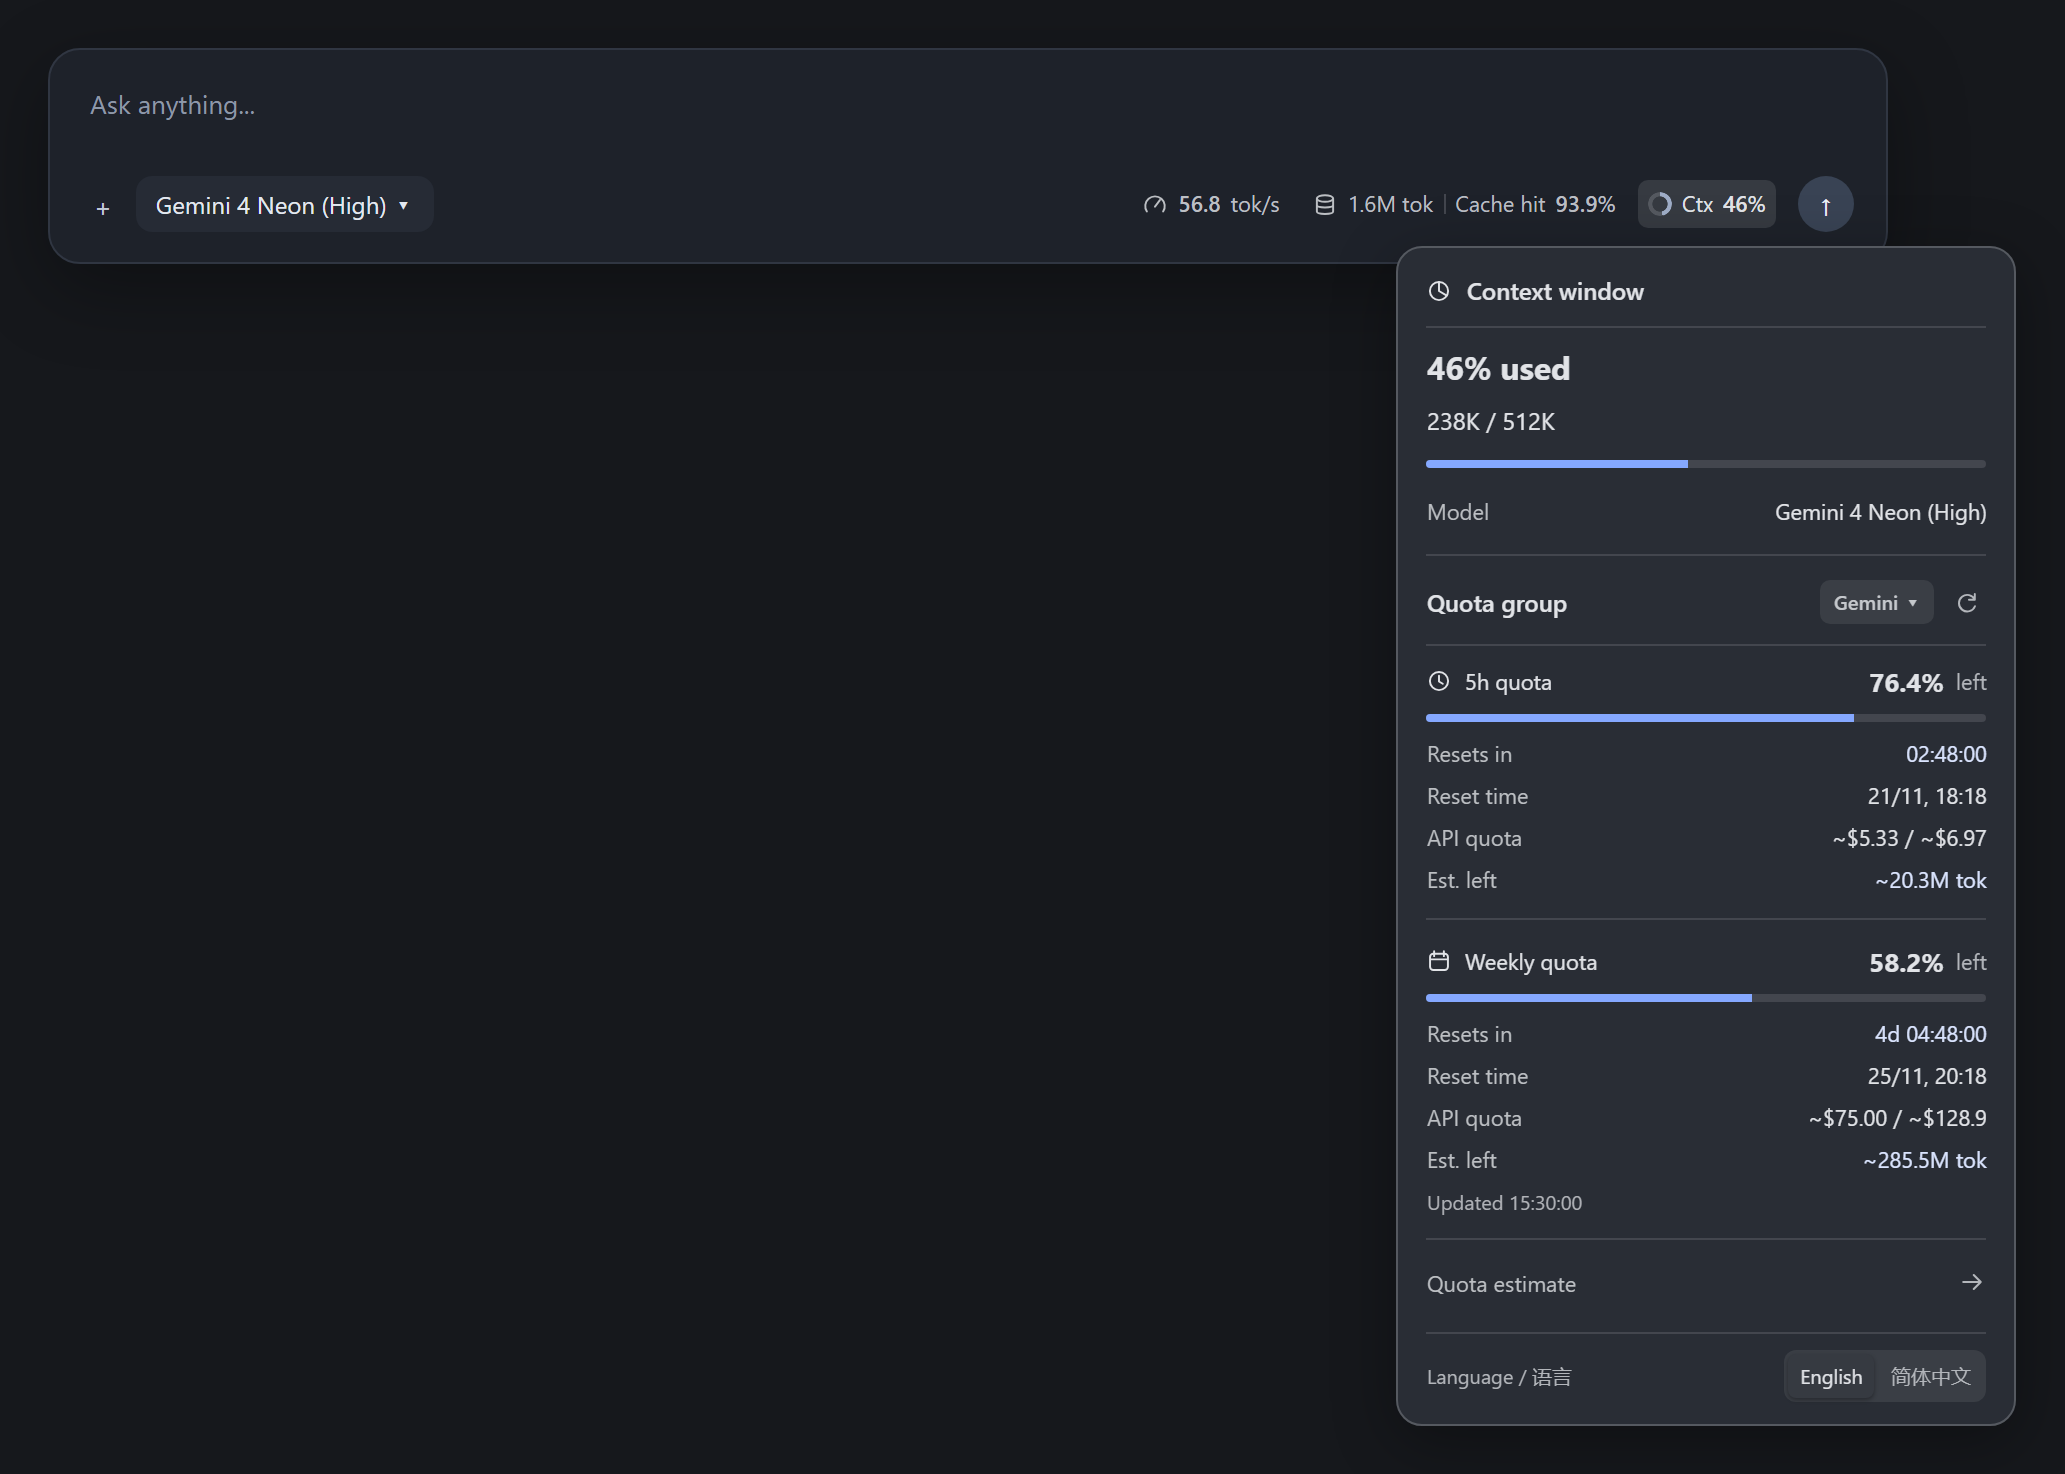 Ask anything...
+ Gemini 4 Neon (High) ▾ 56.8 tok/s 1.6M tok | Cache hit 93.9% Ctx 46% ↑
Context window
46% used
238K / 512K
Model Gemini 4 Neon (High)
Quota group Gemini ▾
5h quota 76.4% left
Resets in 02:48:00
Reset time 21/11, 18:18
API quota ~$5.33 / ~$6.97
Est. left ~20.3M tok
Weekly quota 58.2% left
Resets in 4d 04:48:00
Reset time 25/11, 20:18
API quota ~$75.00 / ~$128.9
Est. left ~285.5M tok
Updated 15:30:00
Quota estimate →
Language / 语言 English 简体中文